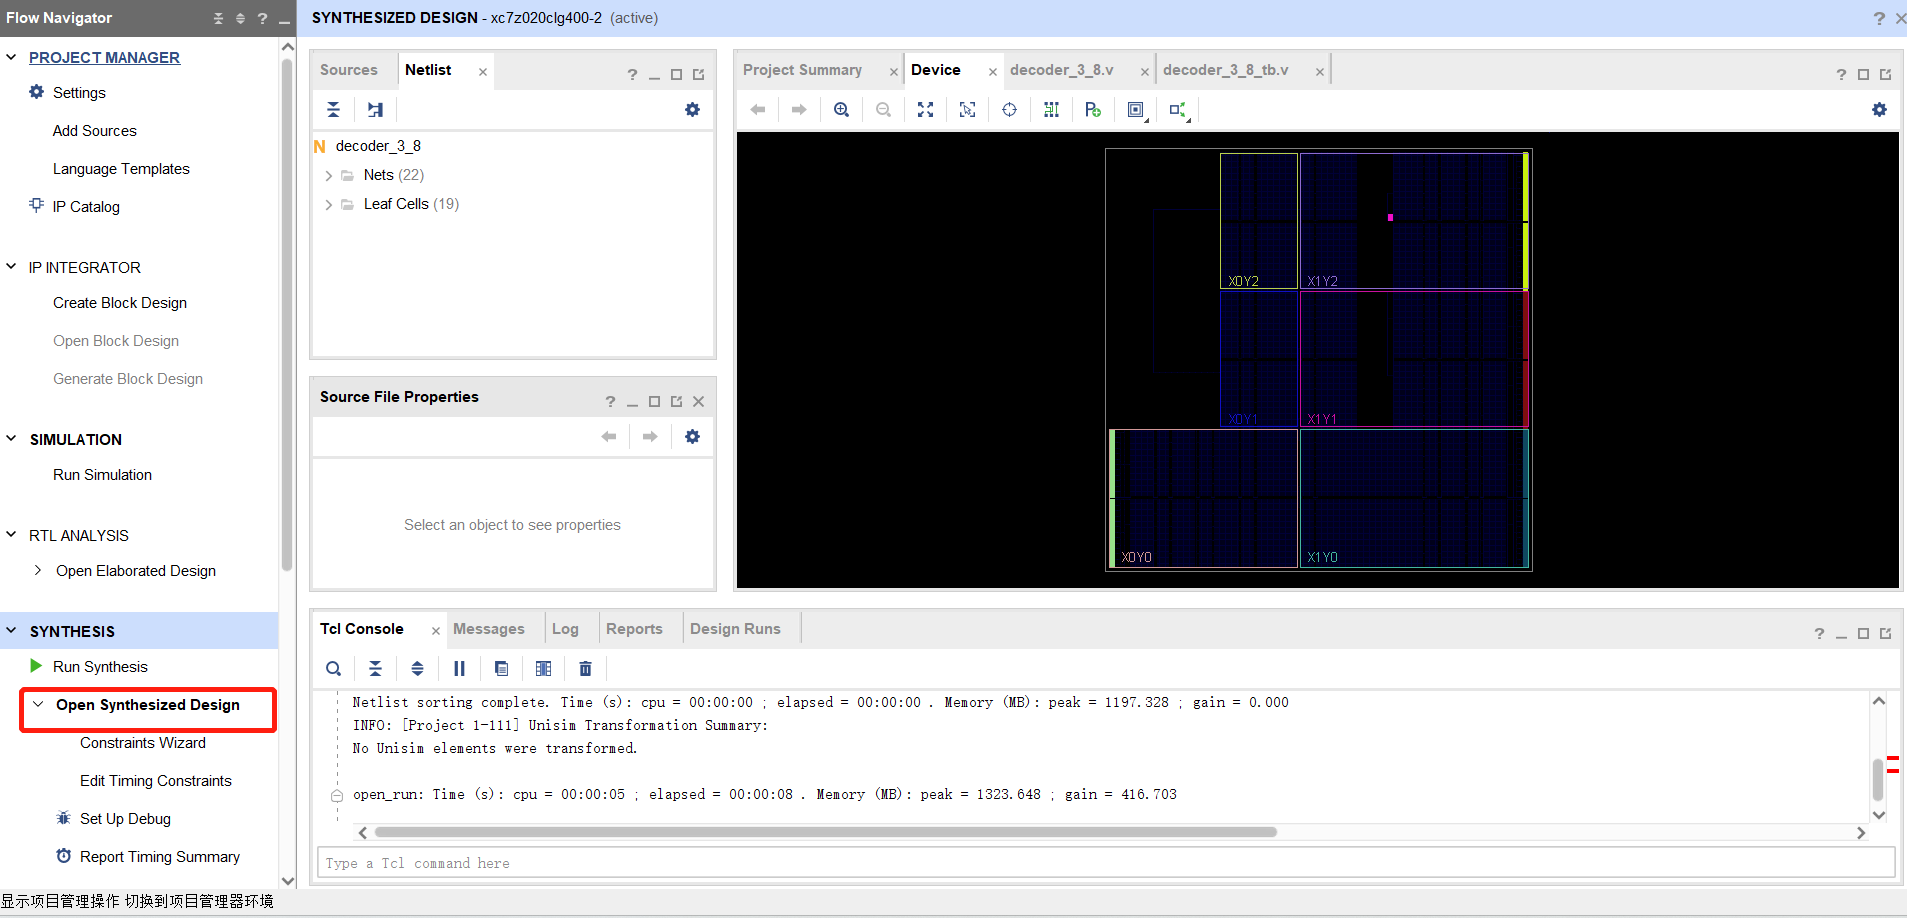 Flow Navigator
SYNTHESIZED DESIGN - xc7z020clg400-2 (active)
PROJECT MANAGER
Settings
Add Sources
Language Templates
IP Catalog
IP INTEGRATOR
Create Block Design
Open Block Design
Generate Block Design
SIMULATION
Run Simulation
RTL ANALYSIS
Open Elaborated Design
SYNTHESIS
Run Synthesis
Open Synthesized Design
Constraints Wizard
Edit Timing Constraints
Set Up Debug
Report Timing Summary
Sources
Netlist
N decoder_3_8
Nets (22)
Leaf Cells (19)
Source File Properties
Select an object to see properties
Project Summary
Device
decoder_3_8.v
decoder_3_8_tb.v
X0Y2
X1Y2
X0Y1
X1Y1
X0Y0
X1Y0
Tcl Console
Messages
Log
Reports
Design Runs
Netlist sorting complete. Time (s): cpu = 00:00:00 ; elapsed = 00:00:00 . Memory (MB): peak = 1197.328 ; gain = 0.000
INFO: [Project 1-111] Unisim Transformation Summary:
No Unisim elements were transformed.
open_run: Time (s): cpu = 00:00:05 ; elapsed = 00:00:08 . Memory (MB): peak = 1323.648 ; gain = 416.703
Type a Tcl command here
显示项目管理操作 切换到项目管理器环境